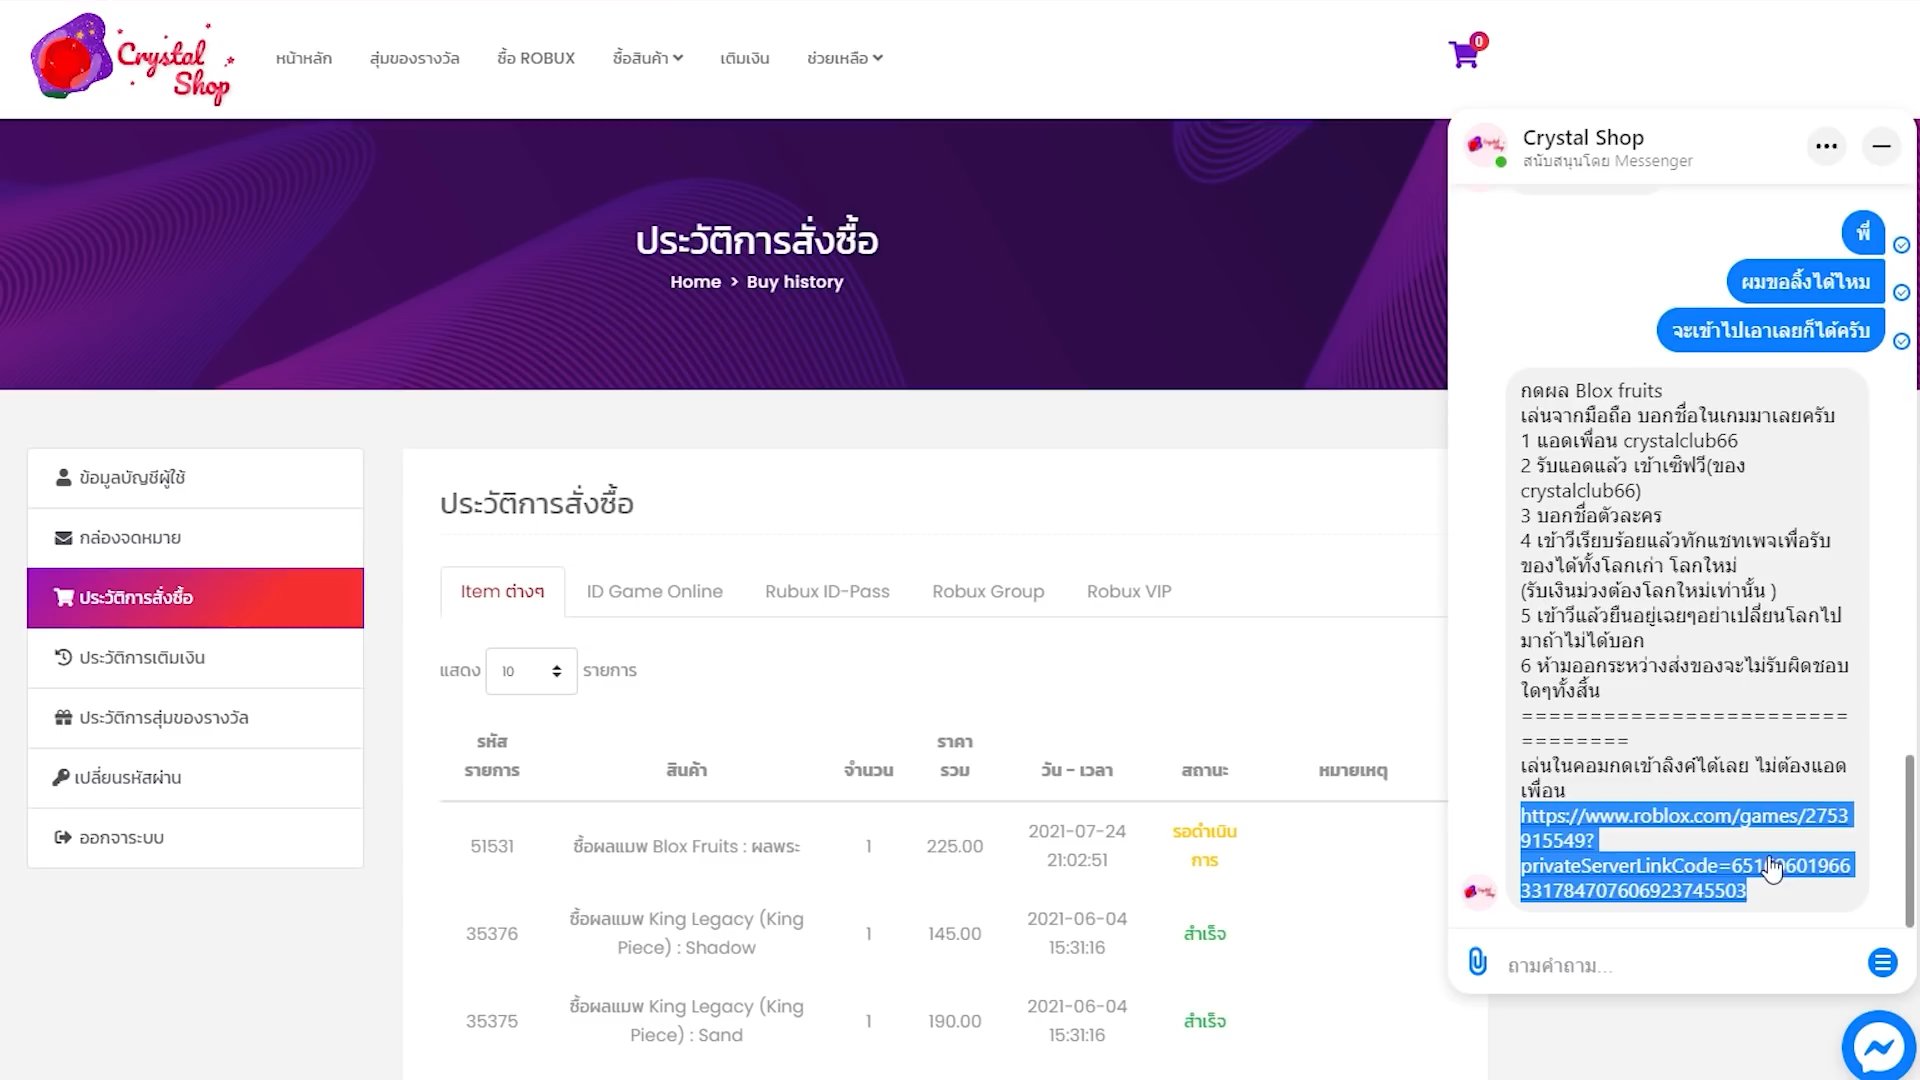 Crystal
Shop
หน้าหลัก
สุ่มของรางวัล
ซื้อ ROBUX
ซื้อสินค้า
เติมเงิน
ช่วยเหลือ
0
ประวัติการสั่งซื้อ
Home > Buy history
ข้อมูลบัญชีผู้ใช้
กล่องจดหมาย
ประวัติการสั่งซื้อ
ประวัติการเติมเงิน
ประวัติการสุ่มของรางวัล
เปลี่ยนรหัสผ่าน
ออกจาระบบ
ประวัติการสั่งซื้อ
Item ต่างๆ
ID Game Online
Rubux ID-Pass
Robux Group
Robux VIP
แสดง 10 รายการ
รหัส
รายการ
สินค้า
จำนวน
ราคา
รวม
วัน - เวลา
สถานะ
หมายเหตุ
51531
ซื้อผลแมพ Blox Fruits : ผลพระ
1
225.00
2021-07-24
21:02:51
รอดำเนิน
การ
35376
ซื้อผลแมพ King Legacy (King
Piece) : Shadow
1
145.00
2021-06-04
15:31:16
สำเร็จ
35375
ซื้อผลแมพ King Legacy (King
Piece) : Sand
1
190.00
2021-06-04
15:31:16
สำเร็จ
Crystal Shop
สนับสนุนโดย Messenger
พี่
ผมขอลิ้งได้ไหม
จะเข้าไปเอาเลยก็ได้ครับ
กดผล Blox fruits
เล่นจากมือถือ บอกชื่อในเกมมาเลยครับ
1 แอดเพื่อน crystalclub66
2 รับแอดแล้ว เข้าเซิฟวี(ของ
crystalclub66)
3 บอกชื่อตัวละคร
4 เข้าวีเรียบร้อยแล้วทักแชทเพจเพื่อรับ
ของได้ทั้งโลกเก่า โลกใหม่
(รับเงินม่วงต้องโลกใหม่เท่านั้น )
5 เข้าวีแล้วยืนอยู่เฉยๆอย่าเปลี่ยนโลกไป
มาถ้าไม่ได้บอก
6 ห้ามออกระหว่างส่งของจะไม่รับผิดชอบ
ใดๆทั้งสิ้น
========================
========
เล่นในคอมกดเข้าลิงค์ได้เลย ไม่ต้องแอด
เพื่อน
https://www.roblox.com/games/2753
915549?
privateServerLinkCode=
331784707606923745503
ถามคำถาม...